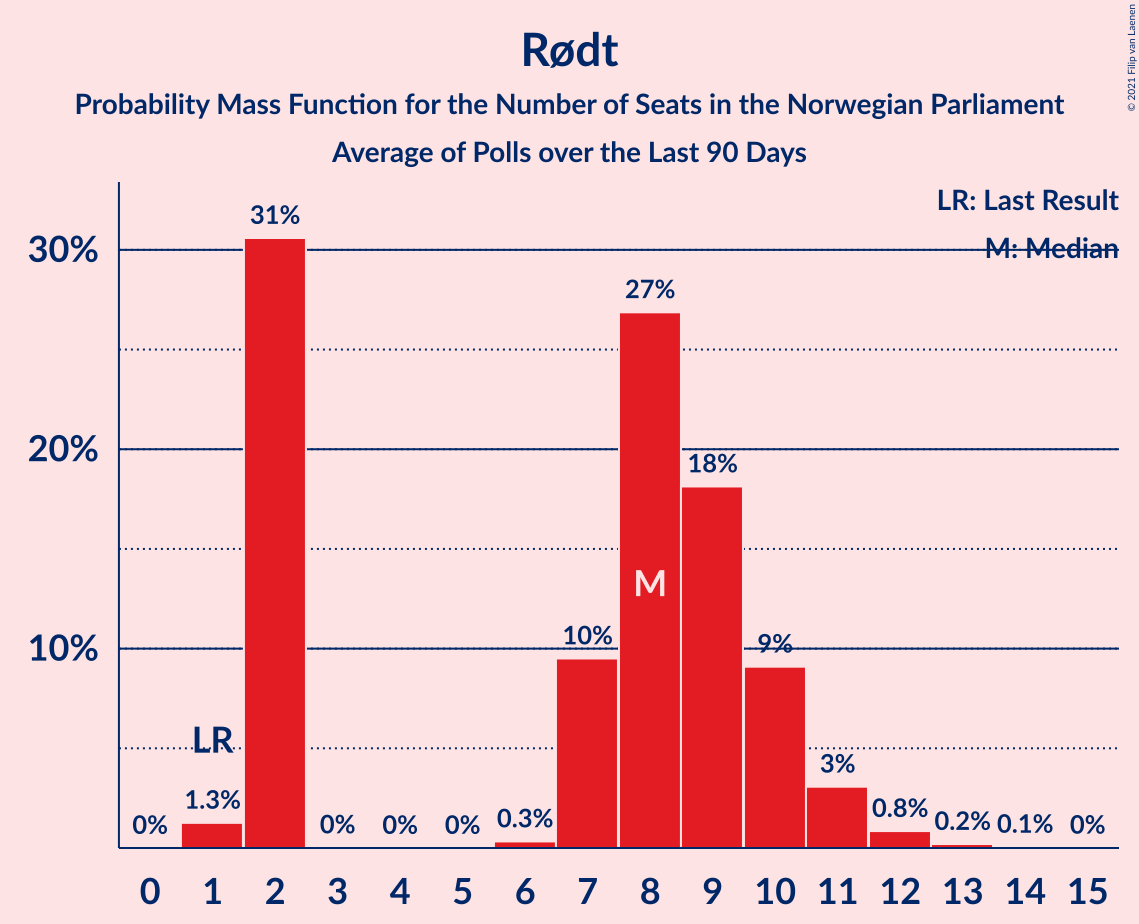 Rødt
Probability Mass Function for the Number of Seats in the Norwegian Parliament
Average of Polls over the Last 90 Days
© 2021 Filip van Laenen
LR: Last Result
M: Median
30%
20%
10%
0%
1.3%
31%
0%
0%
0%
0.3%
10%
27%
18%
9%
3%
0.8%
0.2%
0.1%
0%
LR
M
0 1 2 3 4 5 6 7 8 9 10 11 12 13 14 15